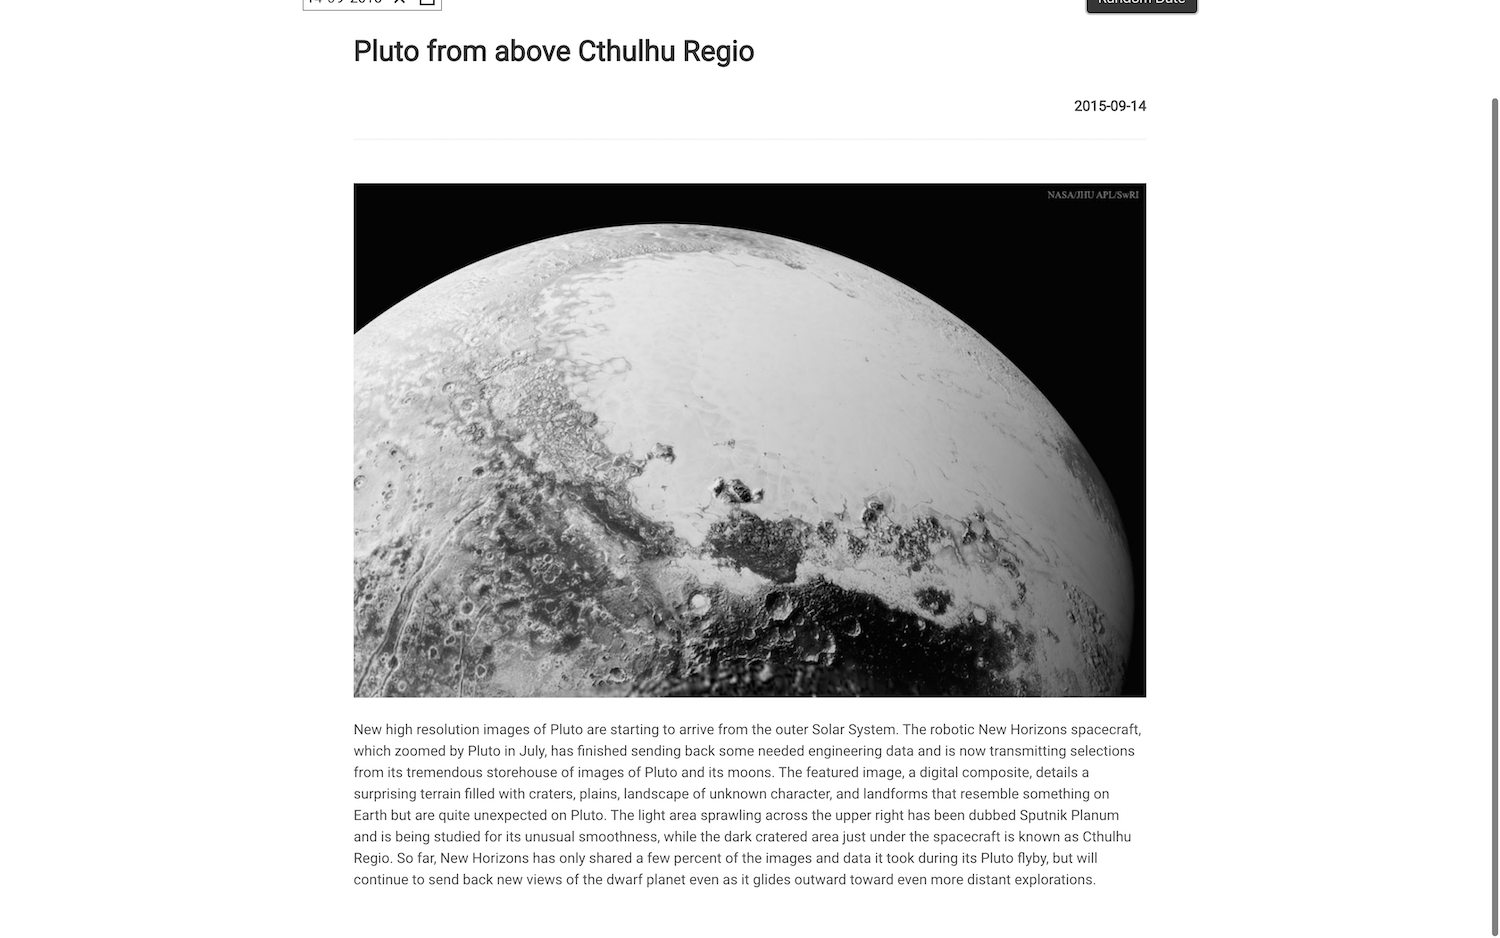 14-09-2015
Random Date
Pluto from above Cthulhu Regio
2015-09-14
NASA/JHU APL/SwRI
New high resolution images of Pluto are starting to arrive from the outer Solar System. The robotic New Horizons spacecraft,
which zoomed by Pluto in July, has finished sending back some needed engineering data and is now transmitting selections
from its tremendous storehouse of images of Pluto and its moons. The featured image, a digital composite, details a
surprising terrain filled with craters, plains, landscape of unknown character, and landforms that resemble something on
Earth but are quite unexpected on Pluto. The light area sprawling across the upper right has been dubbed Sputnik Planum
and is being studied for its unusual smoothness, while the dark cratered area just under the spacecraft is known as Cthulhu
Regio. So far, New Horizons has only shared a few percent of the images and data it took during its Pluto flyby, but will
continue to send back new views of the dwarf planet even as it glides outward toward even more distant explorations.